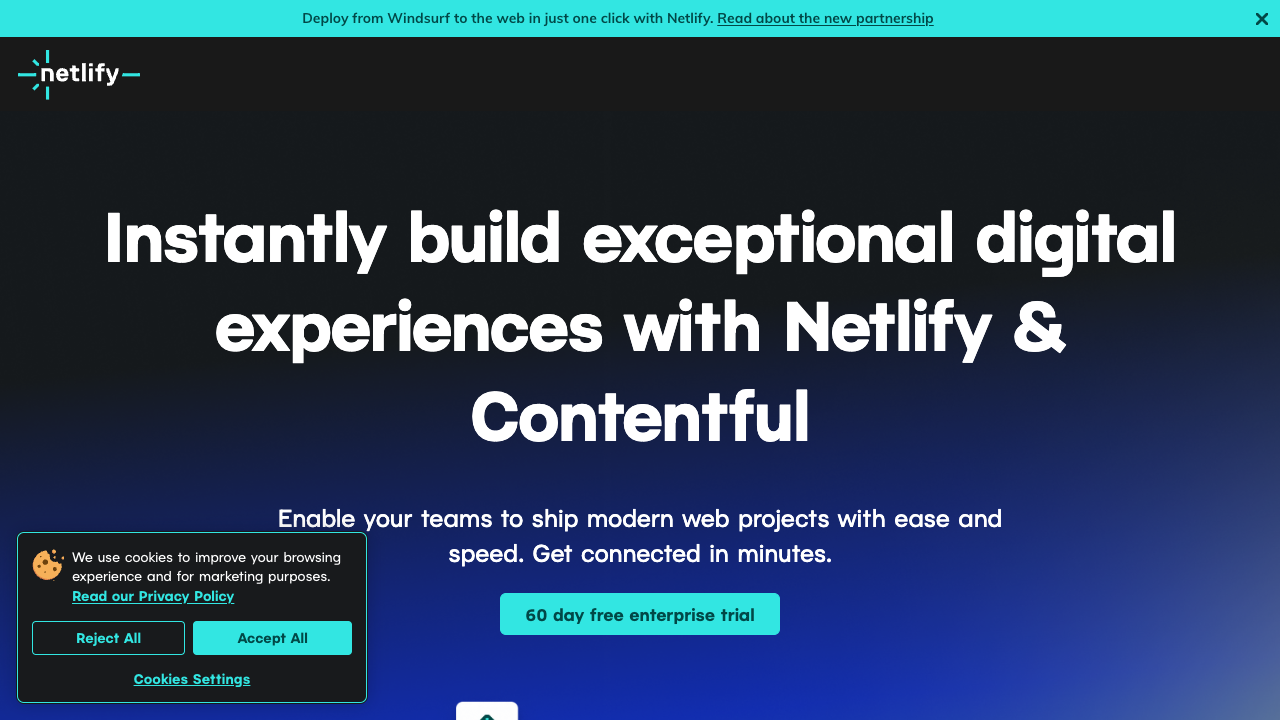 Deploy from Windsurf to the web in just one click with Netlify. Read about the new partnership
netlify
Instantly build exceptional digital
experiences with Netlify &
Contentful
Enable your teams to ship modern web projects with ease and
speed. Get connected in minutes.
60 day free enterprise trial
We use cookies to improve your browsing
experience and for marketing purposes.
Read our Privacy Policy
Reject All
Accept All
Cookies Settings